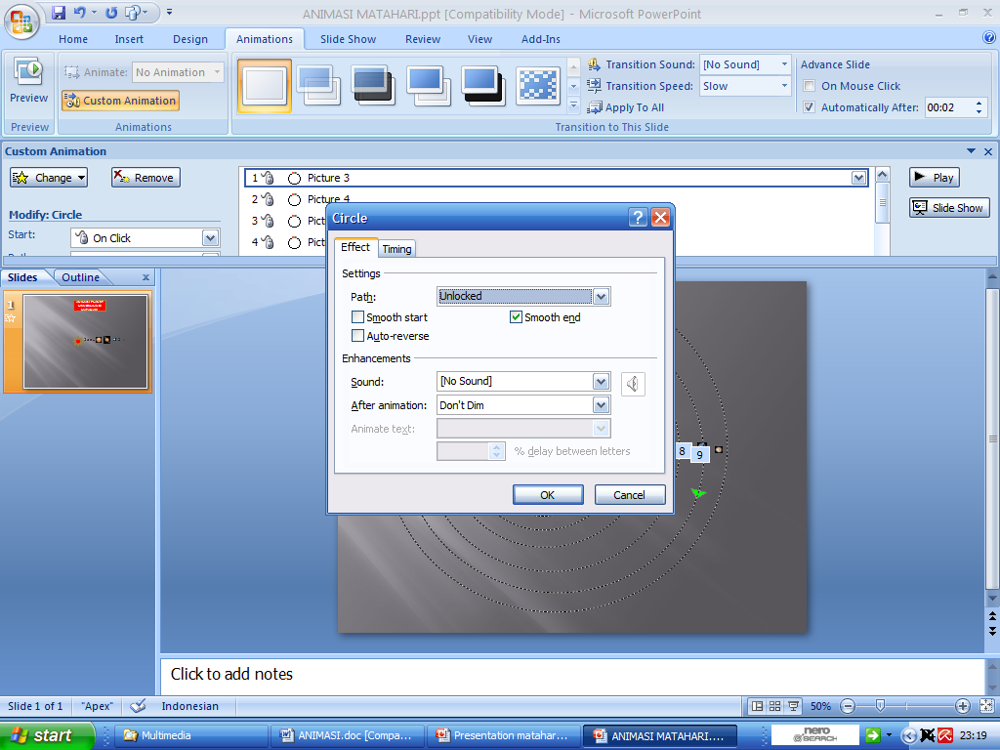 ANIMASI MATAHARI.ppt [Compatibility Mode] - Microsoft PowerPoint
Home Insert Design Animations Slide Show Review View Add-Ins
Preview
Animate: No Animation
Custom Animation
Transition Sound: [No Sound]
Transition Speed: Slow
Apply To All
Advance Slide
On Mouse Click
Automatically After: 00:02
Preview Animations Transition to This Slide
Custom Animation
Change Remove
Modify: Circle
Start: On Click
1 Picture 3
2 Picture 4
3 Pict
4 Pict
Play
Slide Show
Circle
Effect Timing
Settings
Path: Unlocked
Smooth start Smooth end
Auto-reverse
Enhancements
Sound: [No Sound]
After animation: Don't Dim
Animate text:
% delay between letters
OK Cancel
Slides Outline
1
8 9
Click to add notes
Slide 1 of 1 "Apex" Indonesian 50%
start Multimedia ANIMASI.doc [Compa... Presentation matahar... ANIMASI MATAHARI.... nero SEARCH 23:19